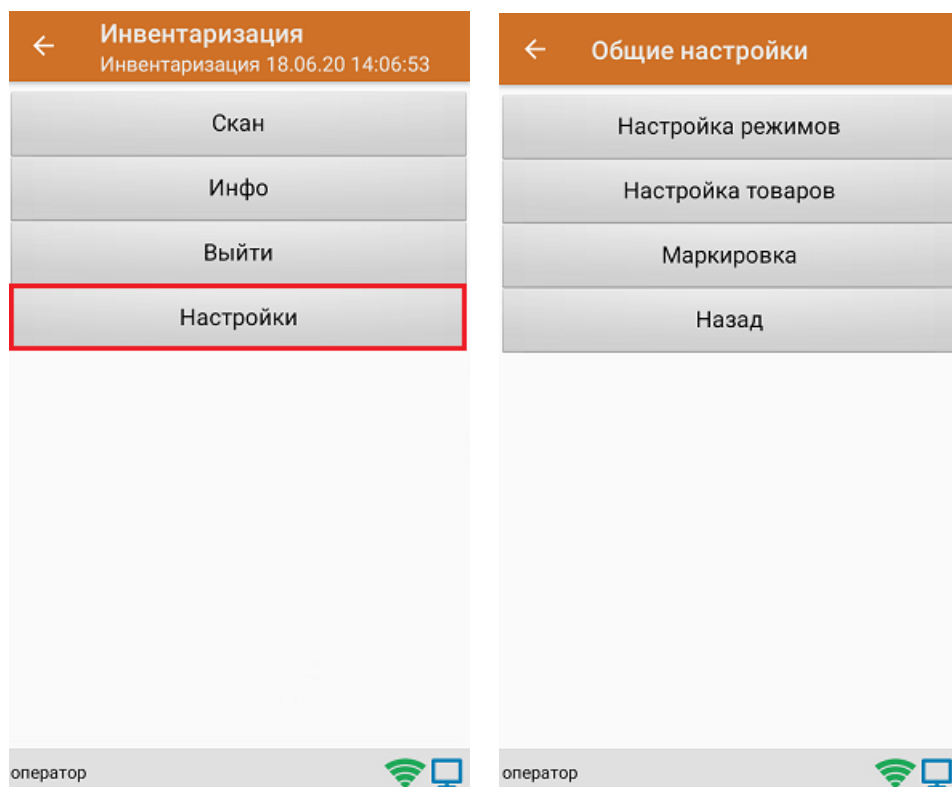 Инвентаризация
Инвентаризация 18.06.20 14:06:53
Скан
Инфо
Выйти
Настройки
оператор
Общие настройки
Настройка режимов
Настройка товаров
Маркировка
Назад
оператор